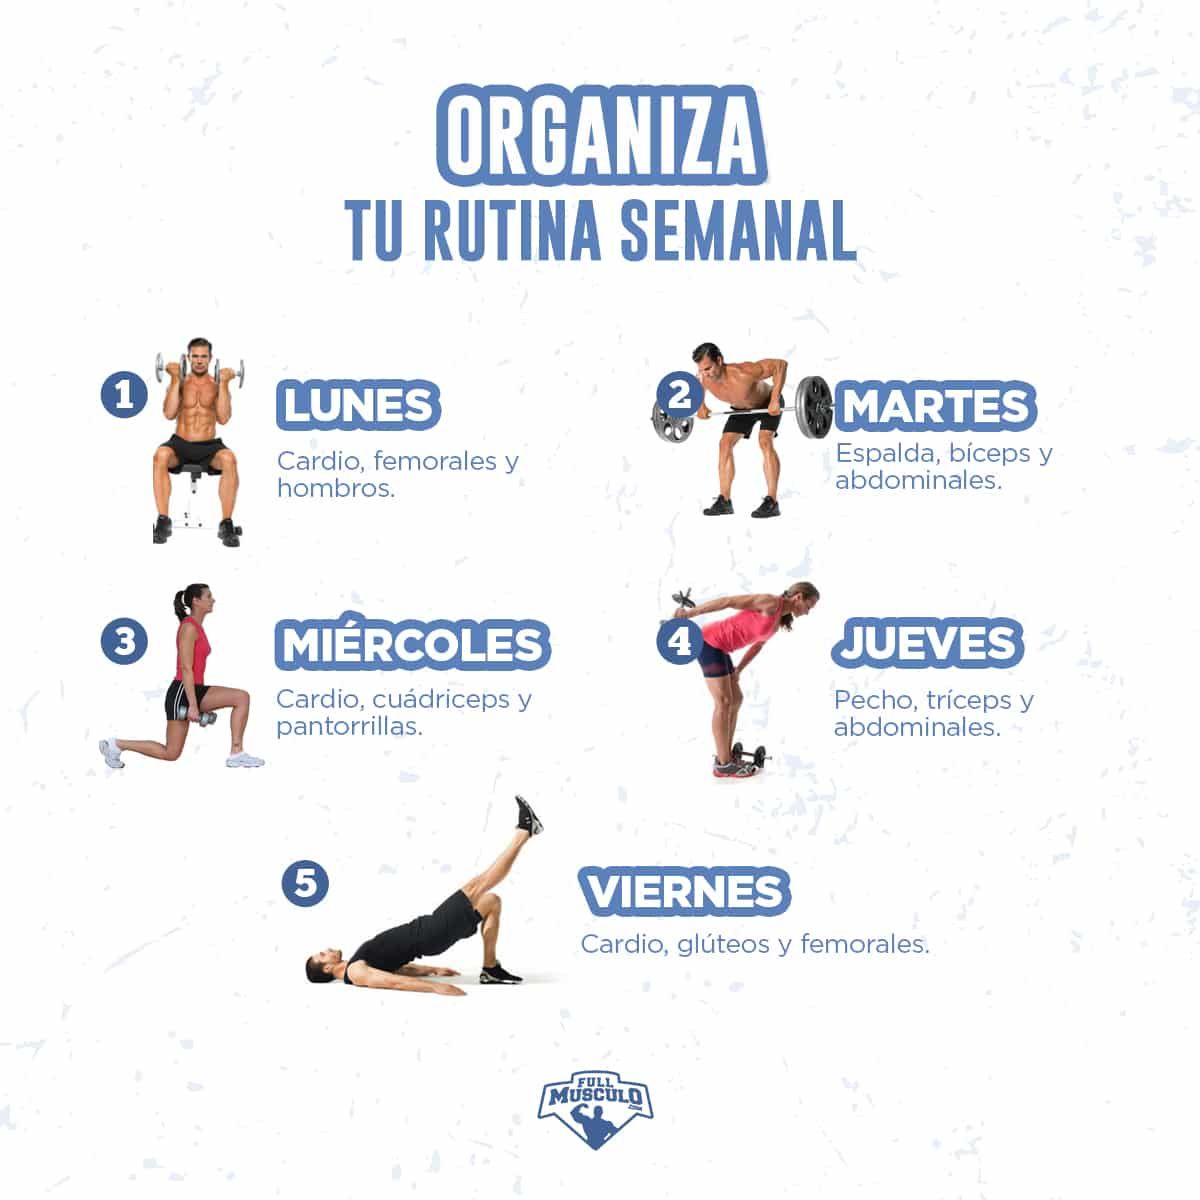 ORGANIZA
TU RUTINA SEMANAL
1
LUNES
Cardio, femorales y
hombros.
2
MARTES
Espalda, bíceps y
abdominales.
3
MIÉRCOLES
Cardio, cuádriceps y
pantorrillas.
4
JUEVES
Pecho, tríceps y
abdominales.
5
VIERNES
Cardio, glúteos y femorales.
FULL
MUSCULO
.COM